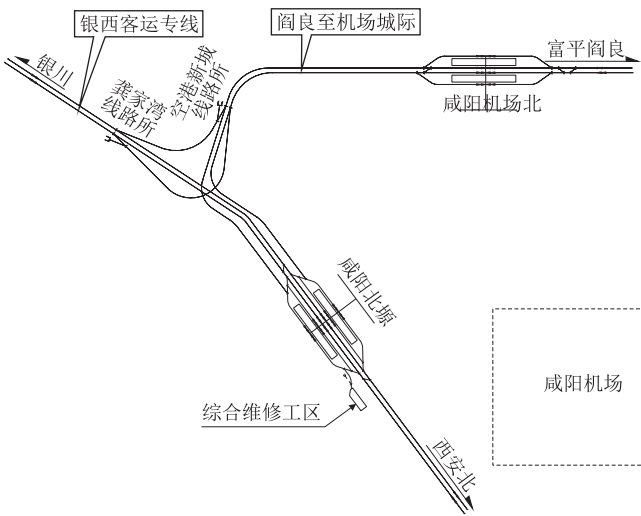 银西客运专线
阎良至机场城际
富平阎良
银川
龚家湾
线路所
空港新城
线路所
咸阳机场北
咸阳北塬
咸阳机场
综合维修工区
西安北